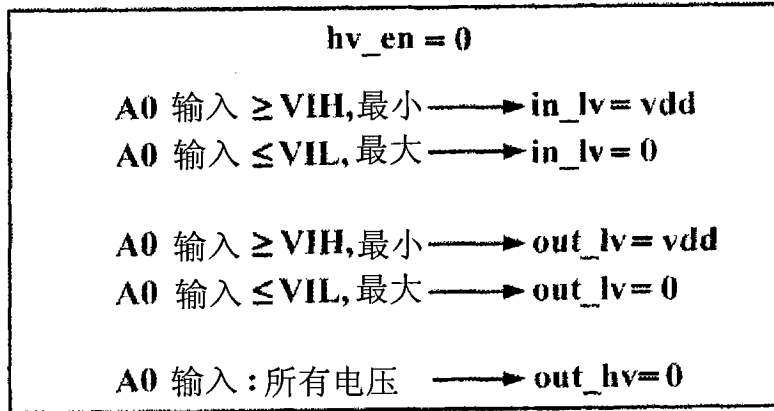 hv_en = 0
A0 输入 ≥ VIH,最小 → in_lv = vdd
A0 输入 ≤ VIL,最大 → in_lv = 0
A0 输入 ≥ VIH,最小 → out_lv = vdd
A0 输入 ≤ VIL,最大 → out_lv = 0
A0 输入 : 所有电压 → out_hv= 0